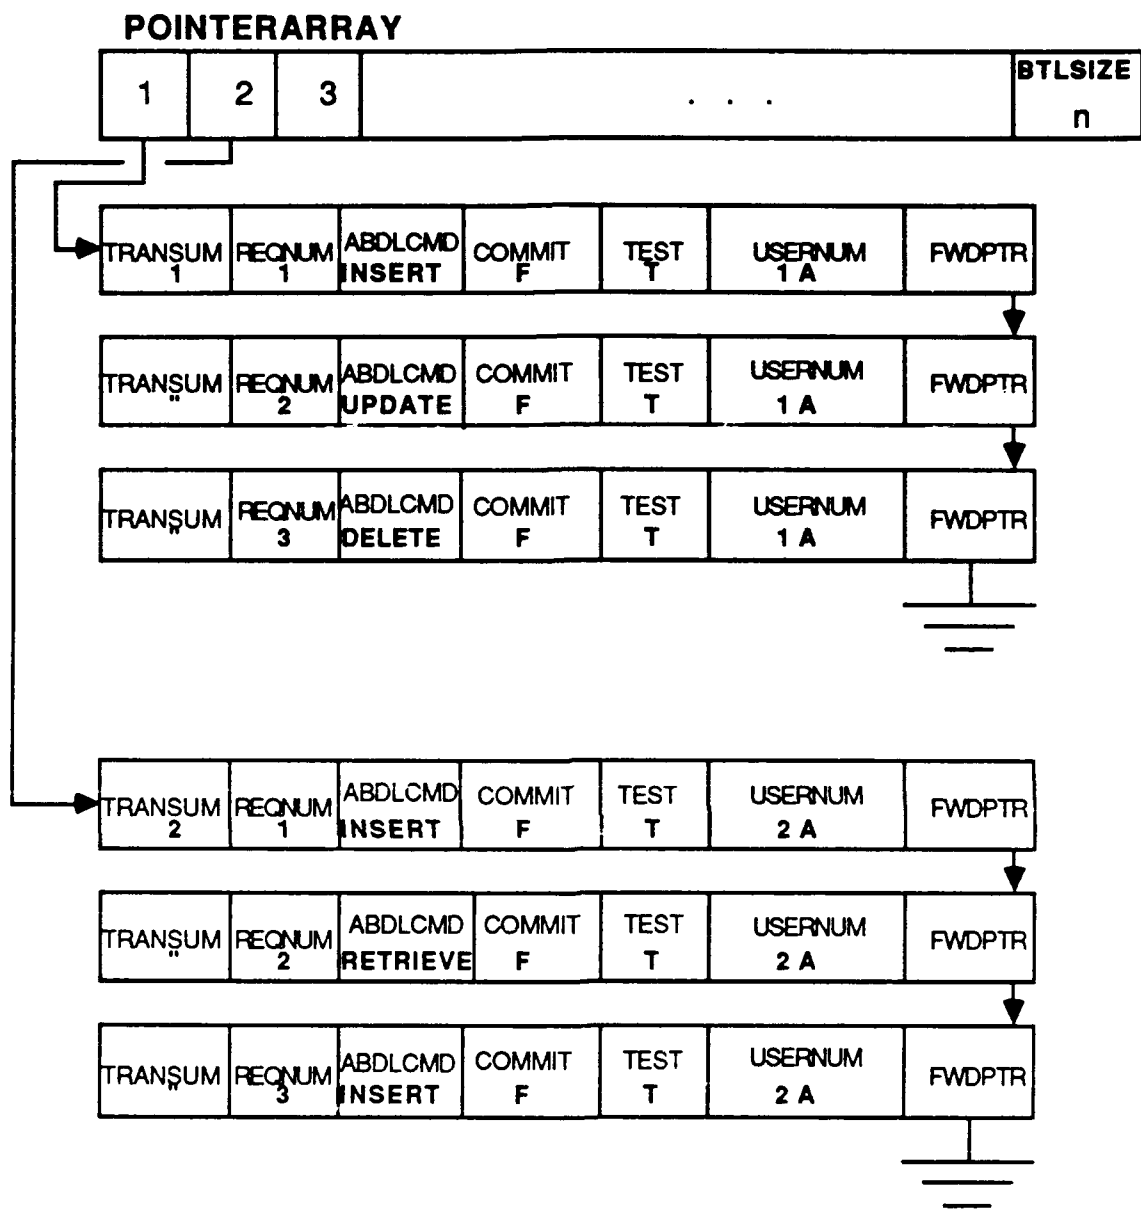 POINTERARRAY
1 2 3 . . . BTLSIZE
n
TRANSUM REQNUM ABDLCMD COMMIT TEST USERNUM FWDPTR
1 1 INSERT F T 1 A
TRANSUM REQNUM ABDLCMD COMMIT TEST USERNUM FWDPTR
" 2 UPDATE F T 1 A
TRANSUM REQNUM ABDLCMD COMMIT TEST USERNUM FWDPTR
" 3 DELETE F T 1 A
TRANSUM REQNUM ABDLCMD COMMIT TEST USERNUM FWDPTR
2 1 INSERT F T 2 A
TRANSUM REQNUM ABDLCMD COMMIT TEST USERNUM FWDPTR
" 2 RETRIEVE F T 2 A
TRANSUM REQNUM ABDLCMD COMMIT TEST USERNUM FWDPTR
" 3 INSERT F T 2 A